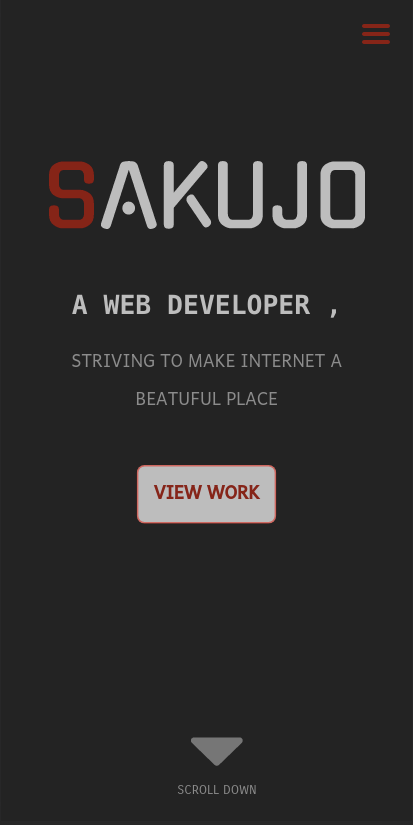 SAKUJO
A WEB DEVELOPER ,
STRIVING TO MAKE INTERNET A
BEATUFUL PLACE
VIEW WORK
SCROLL DOWN